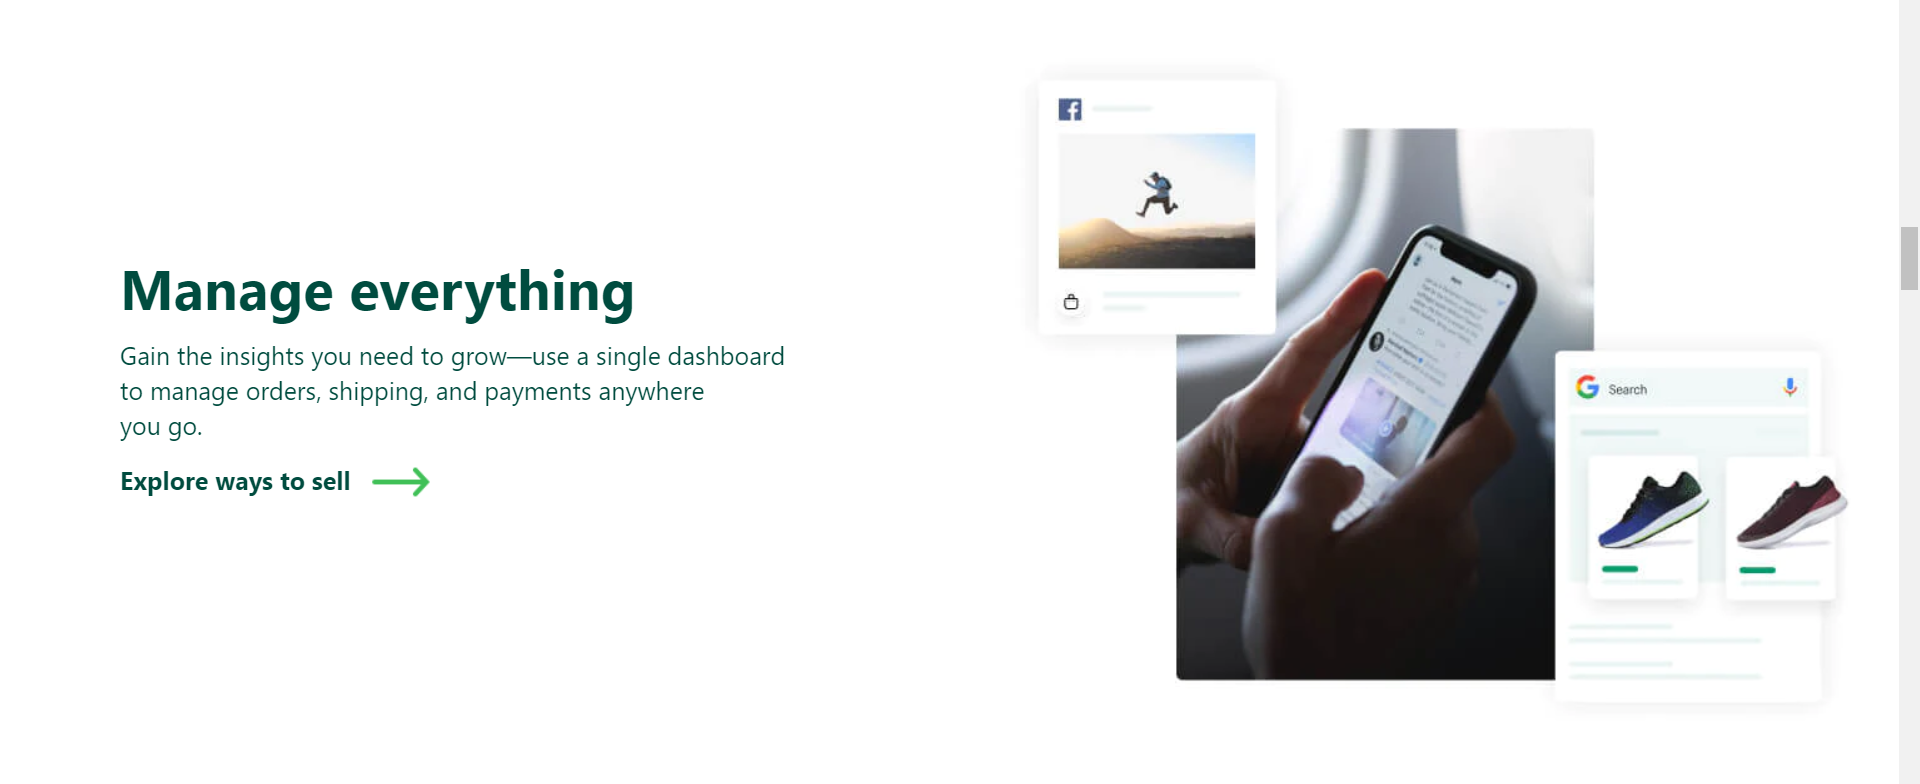 Manage everything
Gain the insights you need to grow—use a single dashboard
to manage orders, shipping, and payments anywhere
you go.
Explore ways to sell
Search